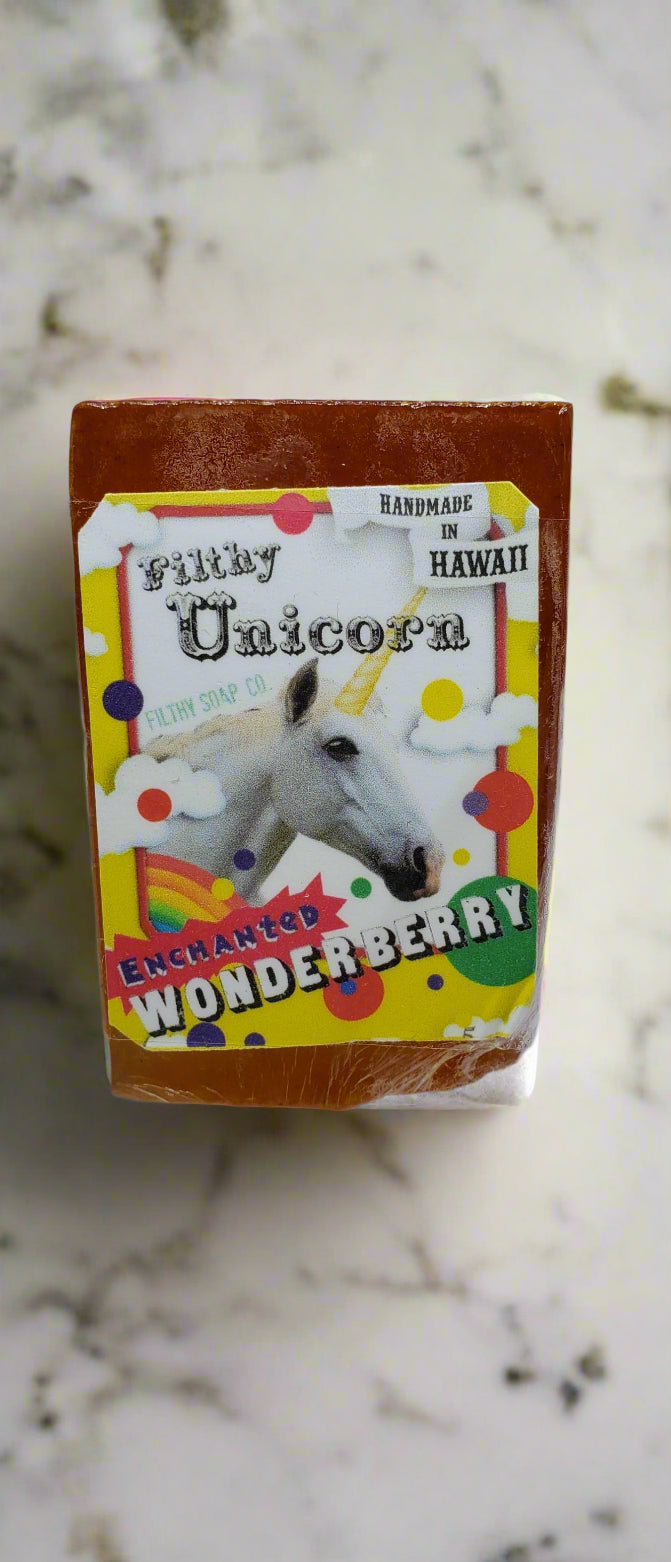 HANDMADE
IN
HAWAII
Filthy
Unicorn
FILTHY SOAP CO.
ENCHANTED
WONDERBERRY